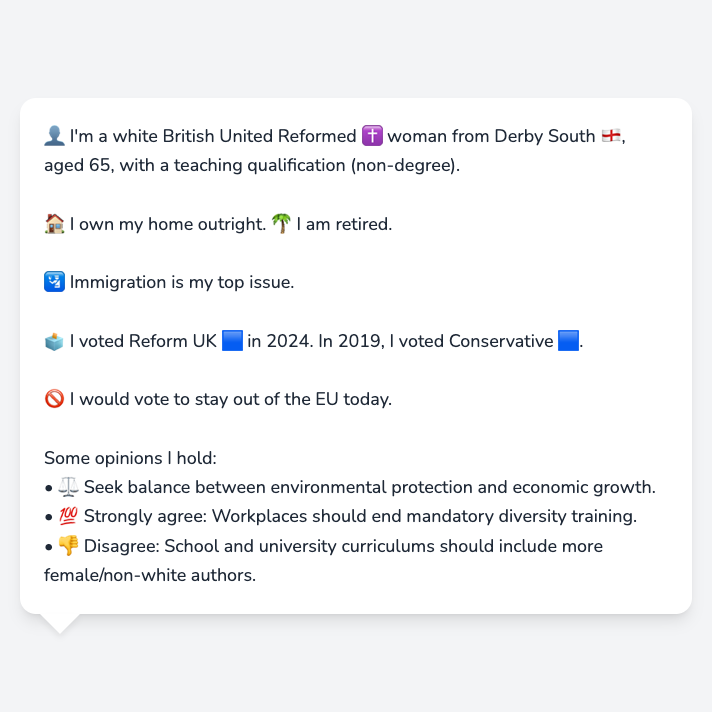 👤 I'm a white British United Reformed ✝️ woman from Derby South 🏴󠁧󠁢󠁥󠁮󠁧󠁿,
aged 65, with a teaching qualification (non-degree).
🏠 I own my home outright. 🌴 I am retired.
🛂 Immigration is my top issue.
🗳️ I voted Reform UK 🟦 in 2024. In 2019, I voted Conservative 🟦.
🚫 I would vote to stay out of the EU today.
Some opinions I hold:
• ⚖️ Seek balance between environmental protection and economic growth.
• 💯 Strongly agree: Workplaces should end mandatory diversity training.
• 👎 Disagree: School and university curriculums should include more
female/non-white authors.